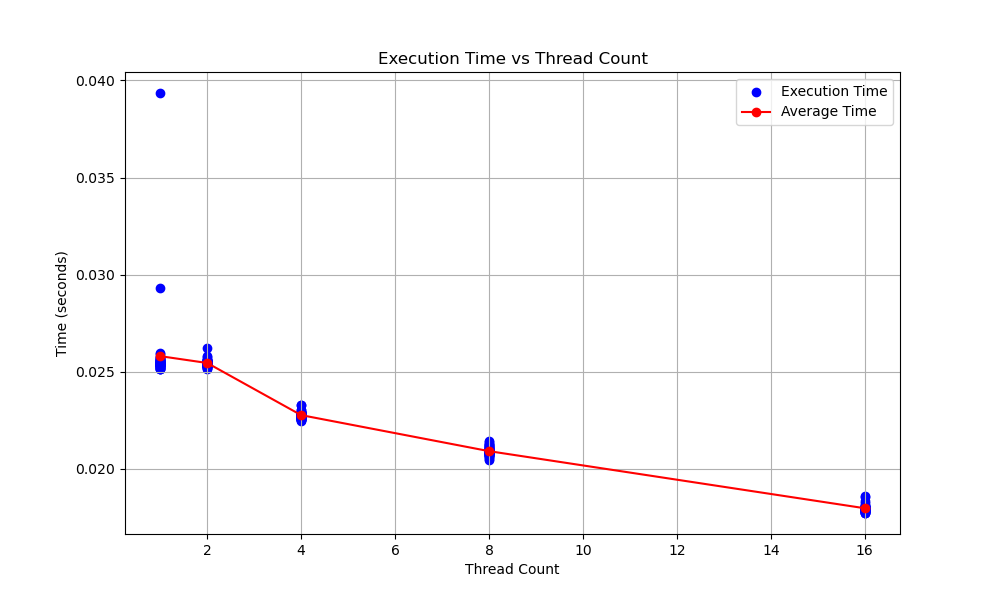 Execution Time vs Thread Count
Execution Time
Average Time
0.040
0.035
0.030
0.025
0.020
Time (seconds)
2 4 6 8 10 12 14 16
Thread Count